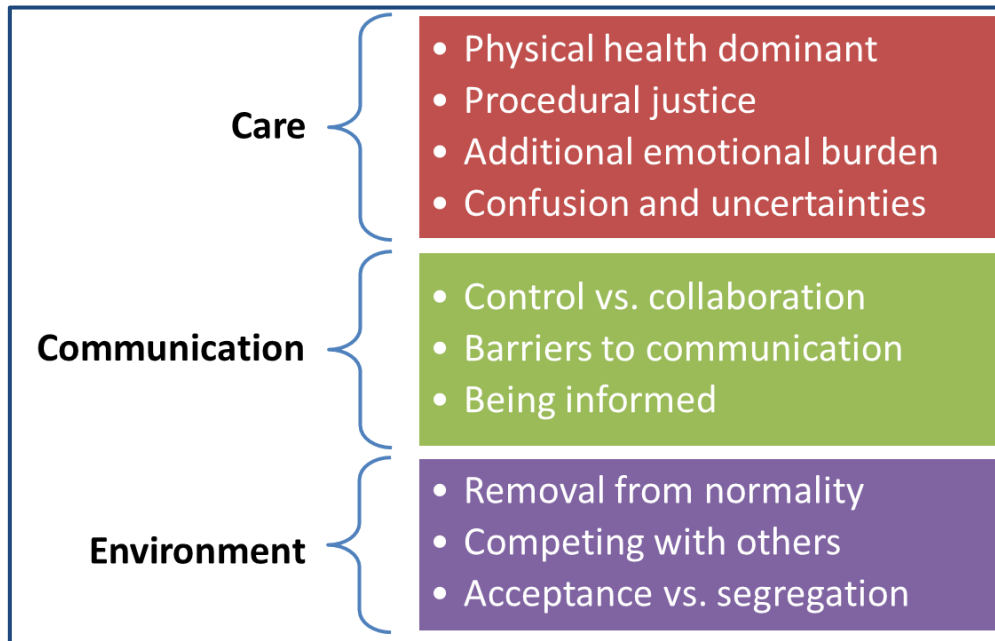 Care
• Physical health dominant
• Procedural justice
• Additional emotional burden
• Confusion and uncertainties
Communication
• Control vs. collaboration
• Barriers to communication
• Being informed
Environment
• Removal from normality
• Competing with others
• Acceptance vs. segregation